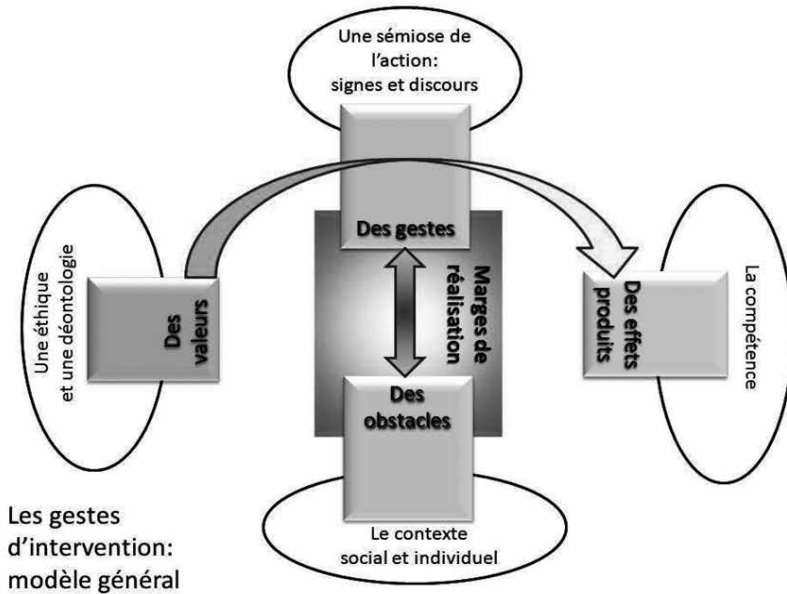 Une sémiose de
l’action:
signes et discours
Des gestes
Marges de
réalisation
Une éthique
et une déontologie
Des
valeurs
Des effets
produits
La compétence
Des
obstacles
Le contexte
social et individuel
Les gestes
d’intervention:
modèle général